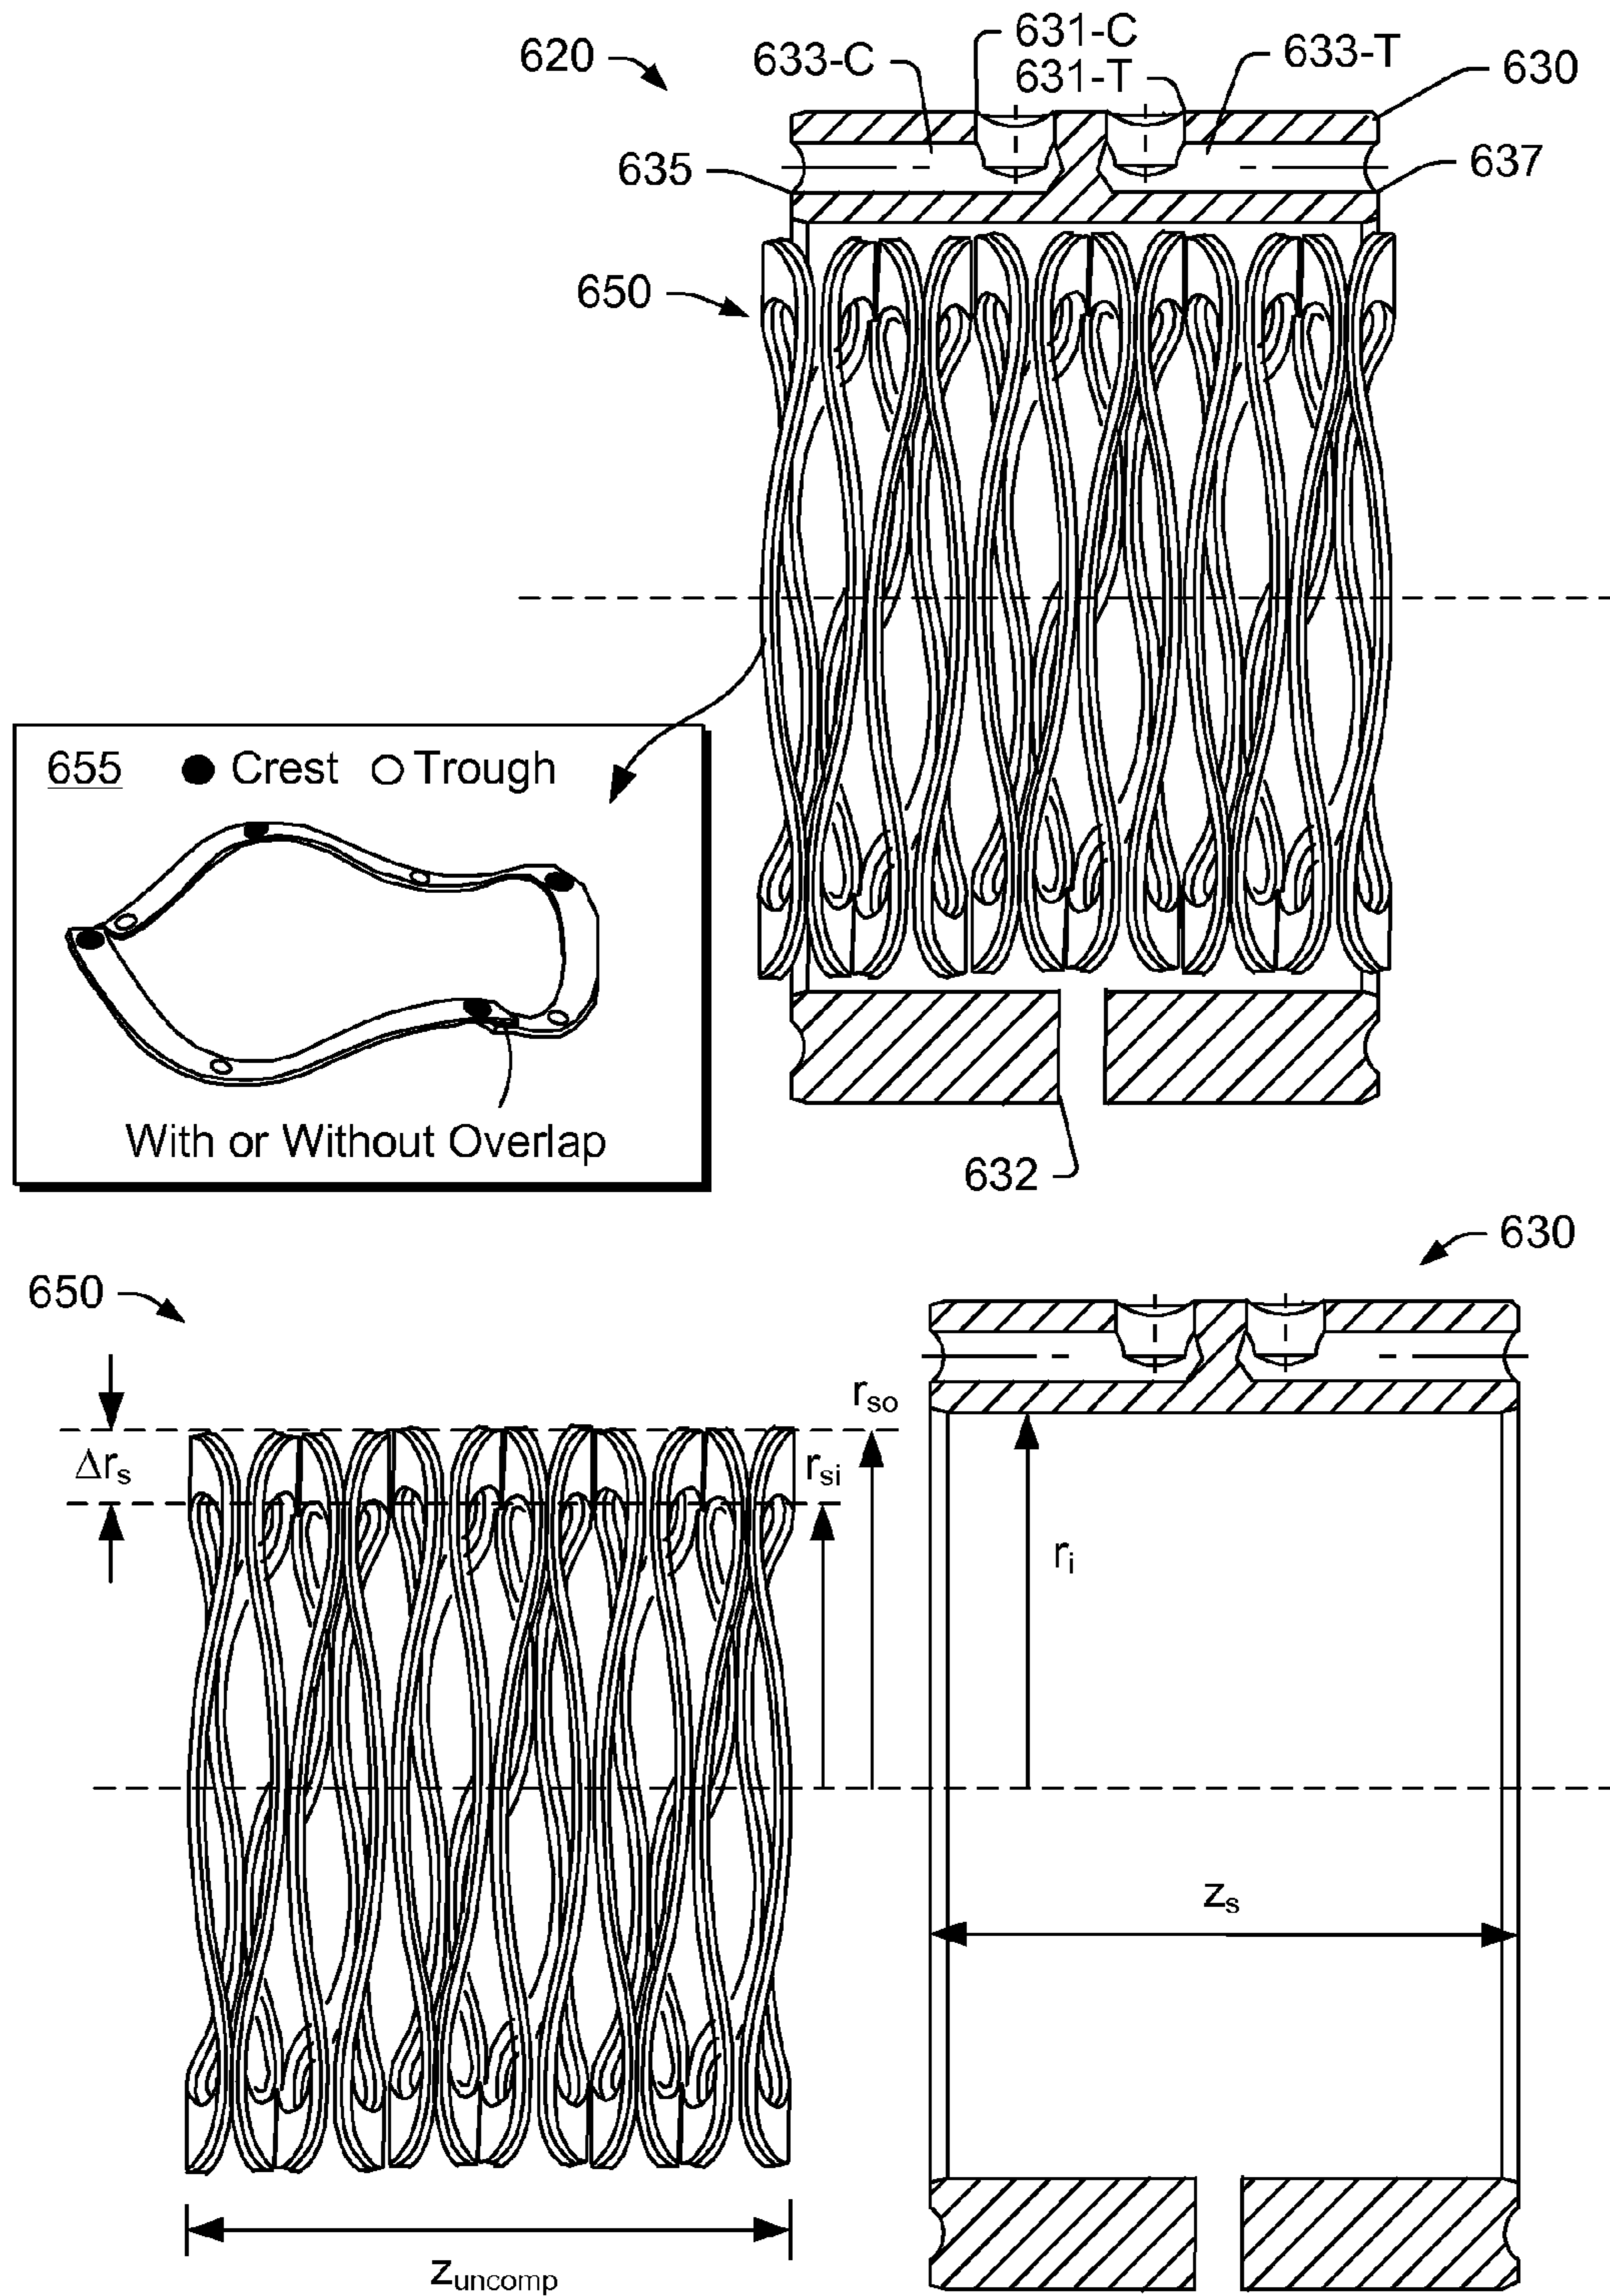 620
633-C
631-C
631-T
633-T
630
635
637
650
655 Crest Trough
With or Without Overlap
632
630
650
Δrs
rso
rsi
ri
zs
zuncomp